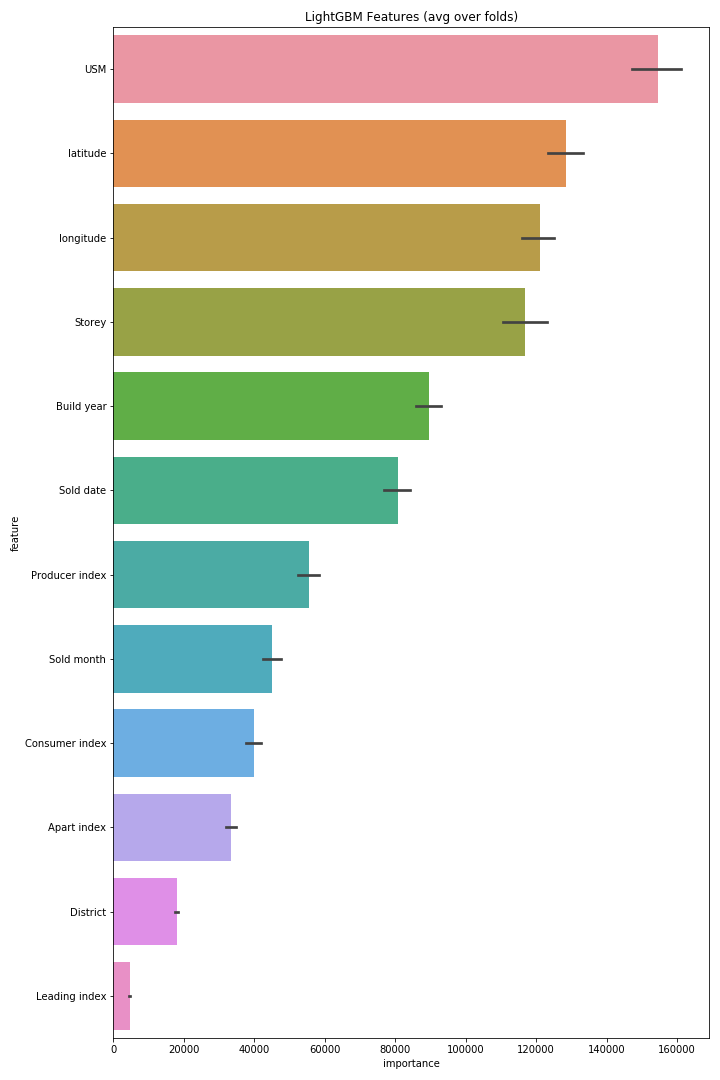 LightGBM Features (avg over folds)
USM
latitude
longitude
Storey
Build year
Sold date
Producer index
Sold month
Consumer index
Apart index
District
Leading index
feature
0 20000 40000 60000 80000 100000 120000 140000 160000
importance